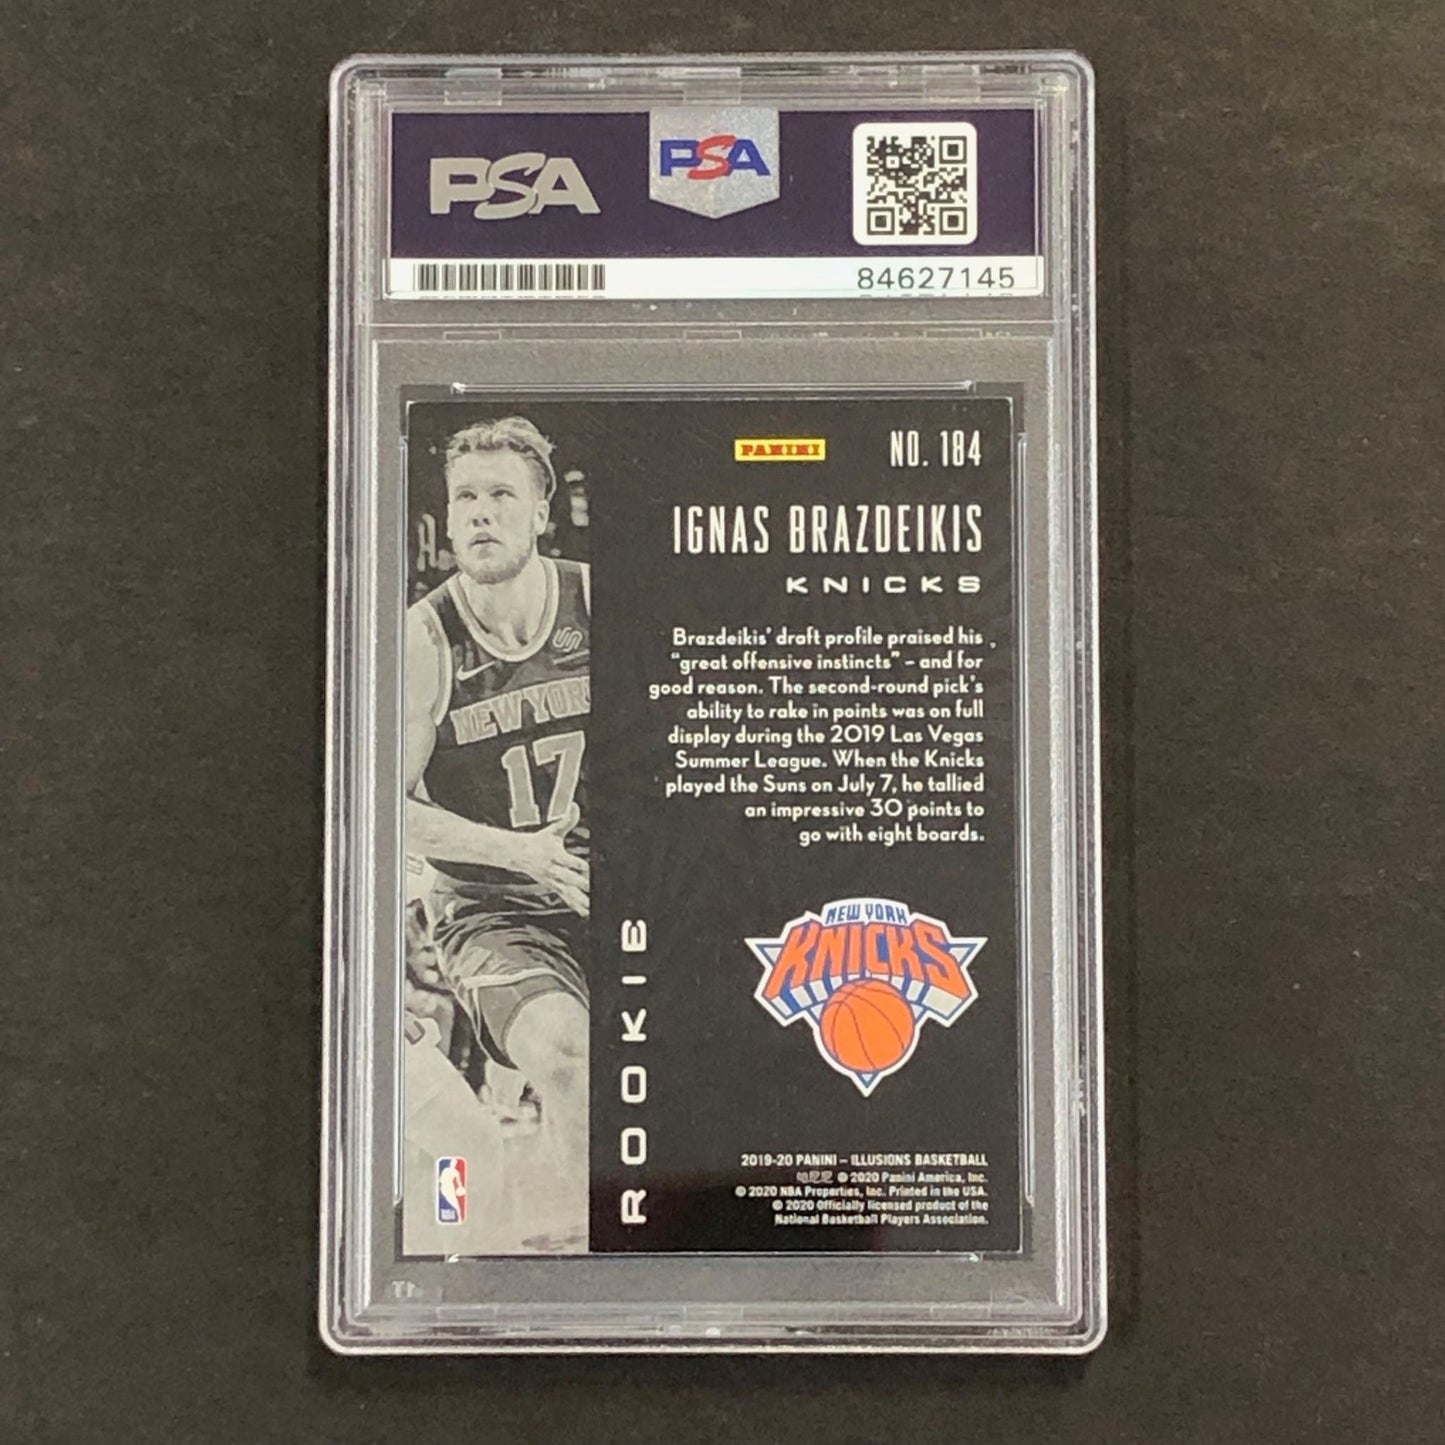 PSA
PSA
84627145
PANINI
NO. 184
IGNAS BRAZDEIKIS
KNICKS
Brazdeikis' draft profile praised his
"great offensive instincts" – and for
good reason. The second-round pick's
ability to rake in points was on full
display during the 2019 Las Vegas
Summer League. When the Knicks
played the Suns on July 7, he tallied
an impressive 30 points to
go with eight boards.
NEW YORK
17
ROOKIE
NEW YORK
KNICKS
NBA
2019-20 PANINI – ILLUSIONS BASKETBALL
© 2020 Panini America, Inc.
© 2020 NBA Properties, Inc. Printed in the USA.
© 2020 Officially licensed product of the
National Basketball Players Association.